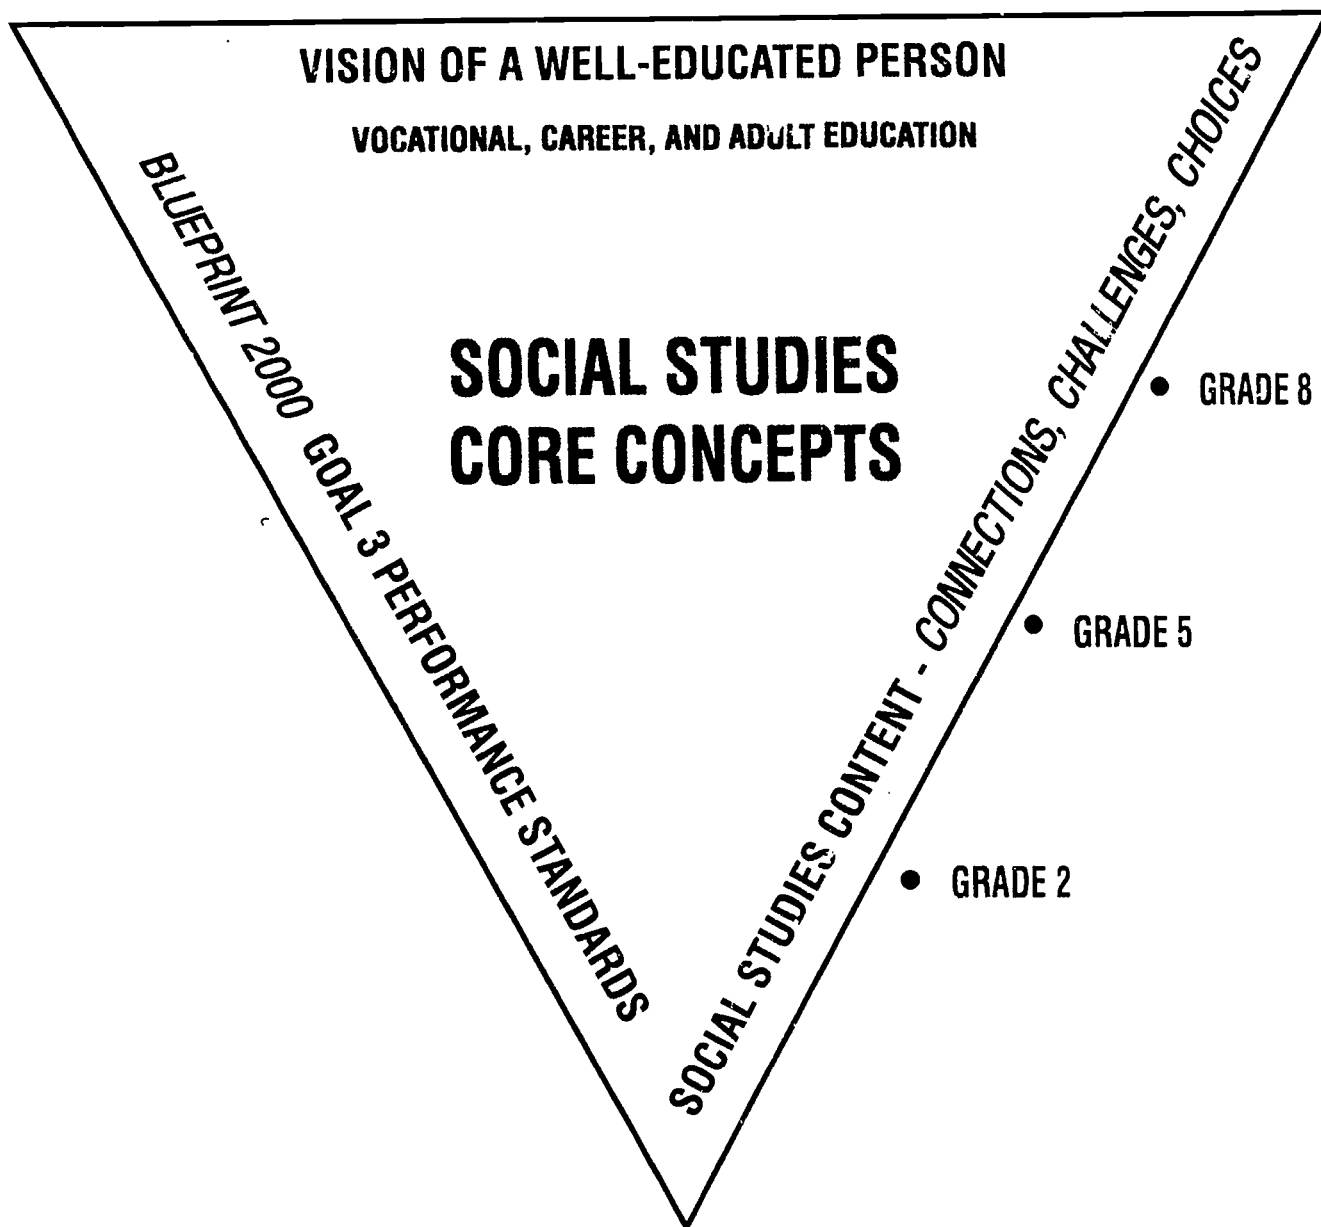 VISION OF A WELL-EDUCATED PERSON
VOCATIONAL, CAREER, AND ADULT EDUCATION
BLUEPRINT 2000 GOAL 3 PERFORMANCE STANDARDS
SOCIAL STUDIES
CORE CONCEPTS
SOCIAL STUDIES CONTENT - CONNECTIONS, CHALLENGES, CHOICES
GRADE 8
GRADE 5
GRADE 2